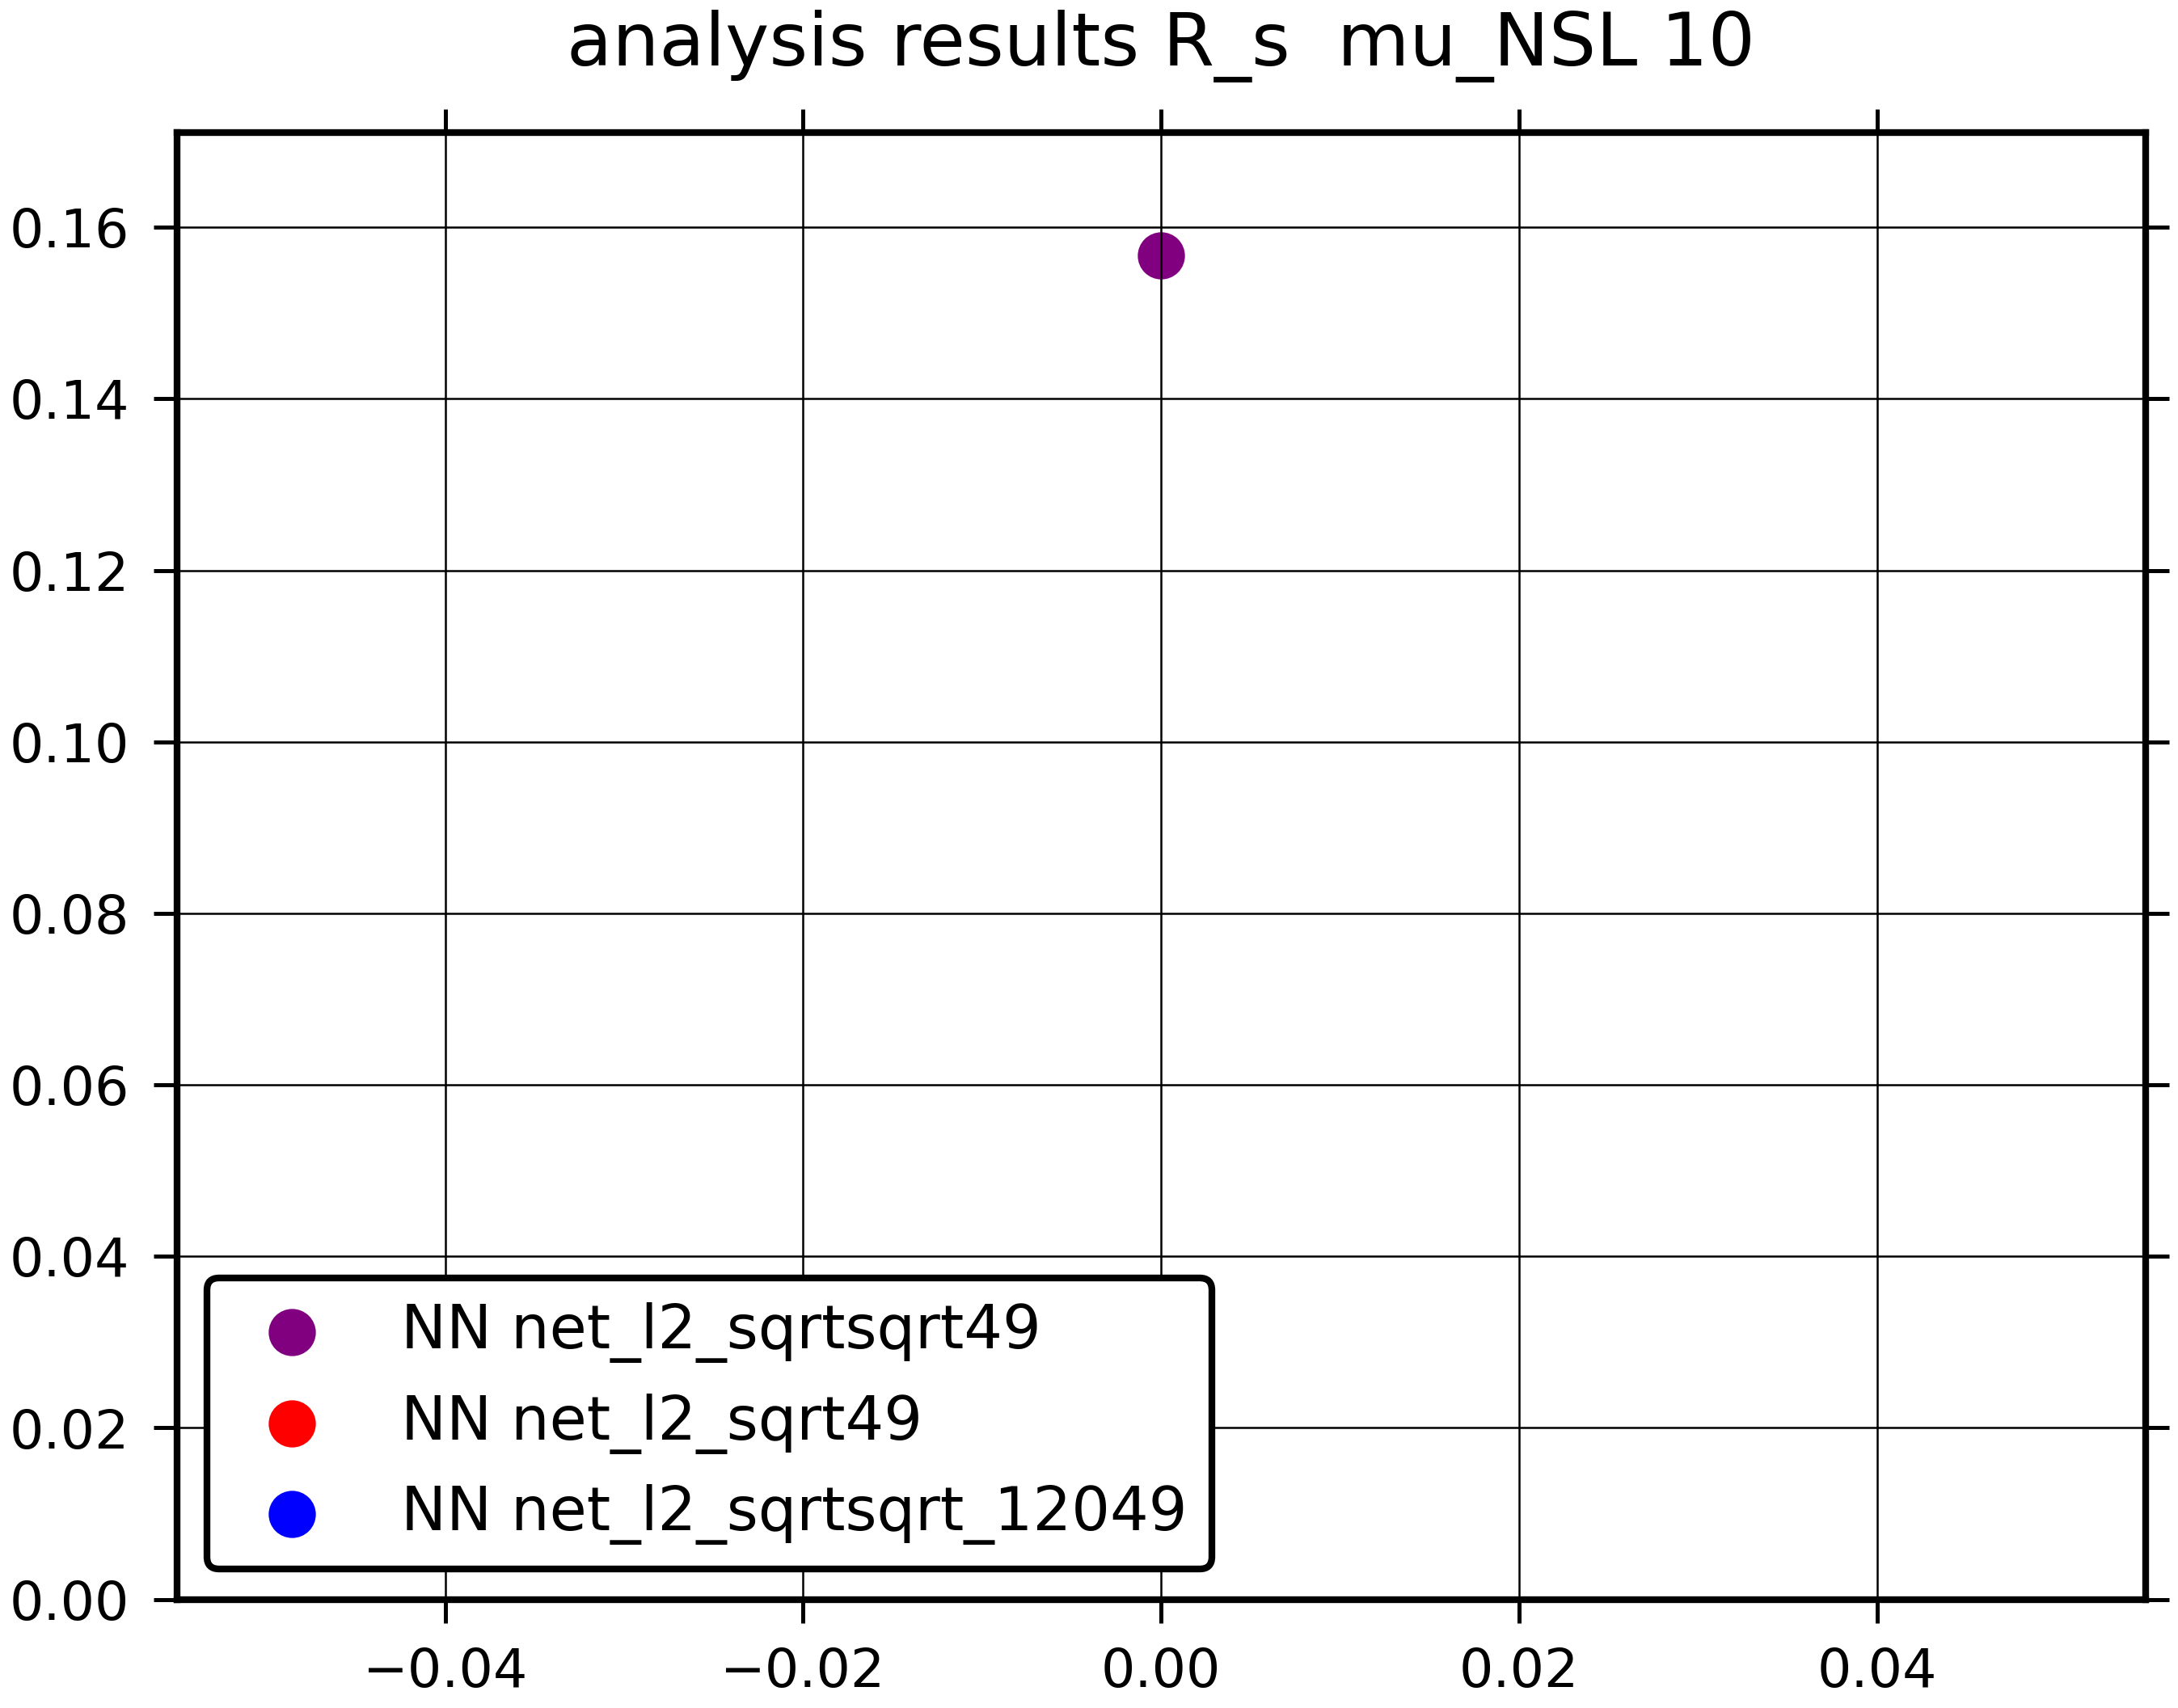 analysis results R_s  mu_NSL 10
0.16
0.14
0.12
0.10
0.08
0.06
0.04
0.02
0.00
NN net_l2_sqrtsqrt49
NN net_l2_sqrt49
NN net_l2_sqrtsqrt_12049
−0.04 −0.02 0.00 0.02 0.04